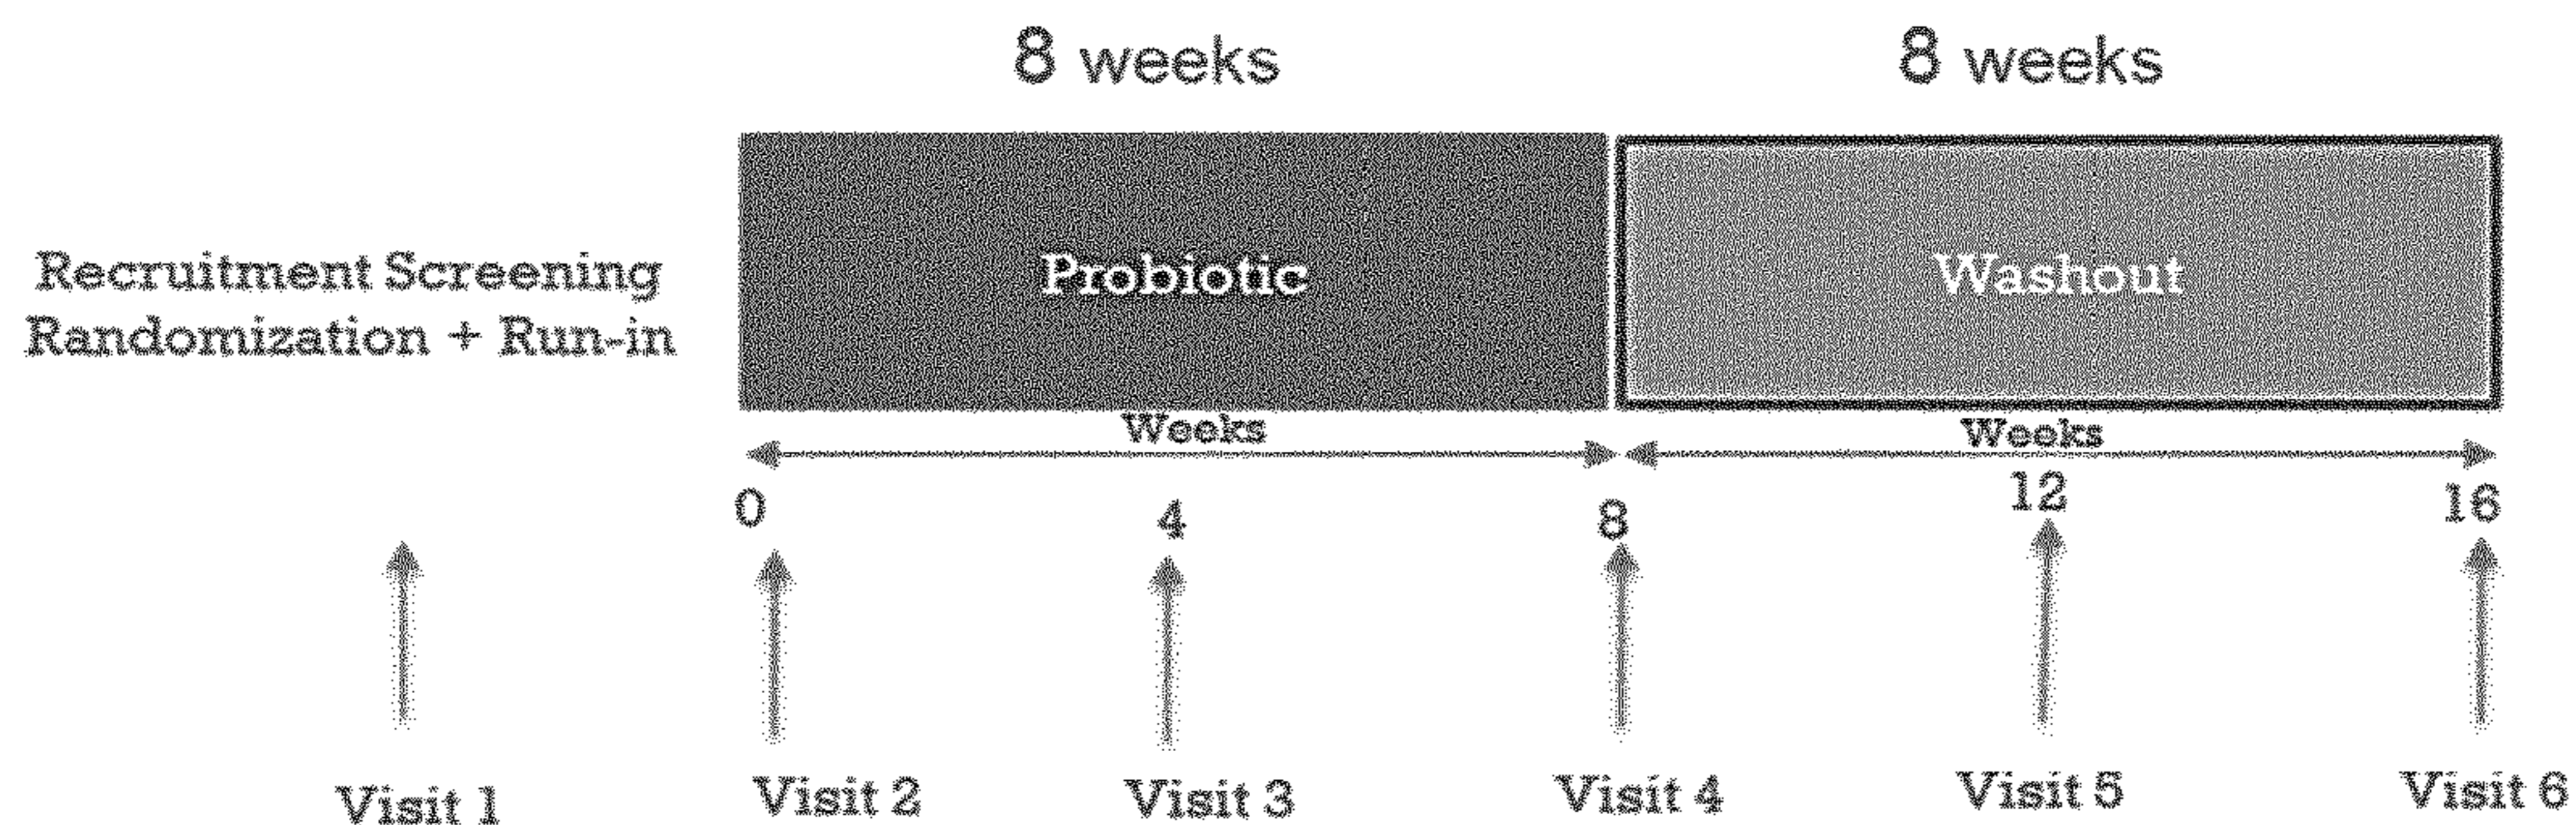 8 weeks
8 weeks
Recruitment Screening
Randomization + Run-in
Probiotic
Washout
Weeks
Weeks
0
4
8
12
16
Visit 1
Visit 2
Visit 3
Visit 4
Visit 5
Visit 6